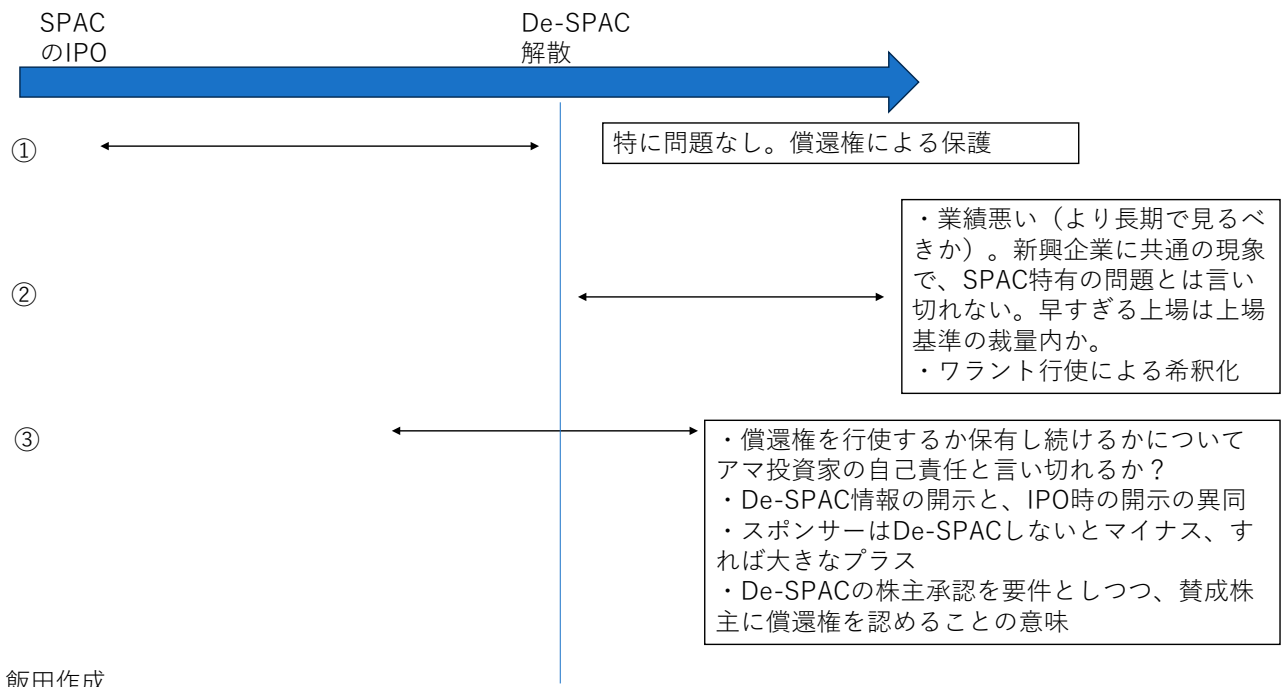 SPAC
のIPO
De-SPAC
解散
①
特に問題なし。償還権による保護
②
・業績悪い（より長期で見るべ
きか）。新興企業に共通の現象
で、SPAC特有の問題とは言い
切れない。早すぎる上場は上場
基準の裁量内か。
・ワラント行使による希釈化
③
・償還権を行使するか保有し続けるかについて
アマ投資家の自己責任と言い切れるか？
・De-SPAC情報の開示と、IPO時の開示の異同
・スポンサーはDe-SPACしないとマイナス、す
れば大きなプラス
・De-SPACの株主承認を要件としつつ、賛成株
主に償還権を認めることの意味
飯田作成